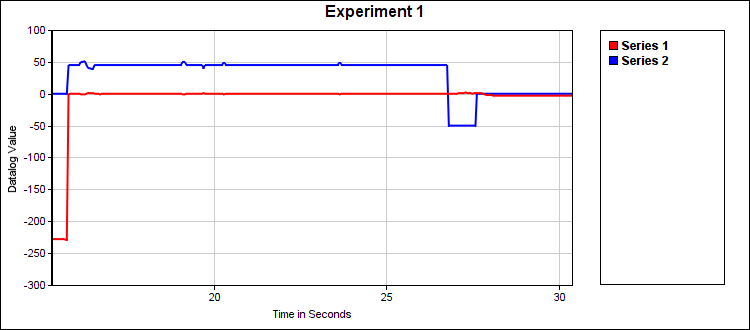 Experiment 1
Series 1
Series 2
100
50
0
-50
-100
-150
-200
-250
-300
Datalog Value
20
25
30
Time in Seconds